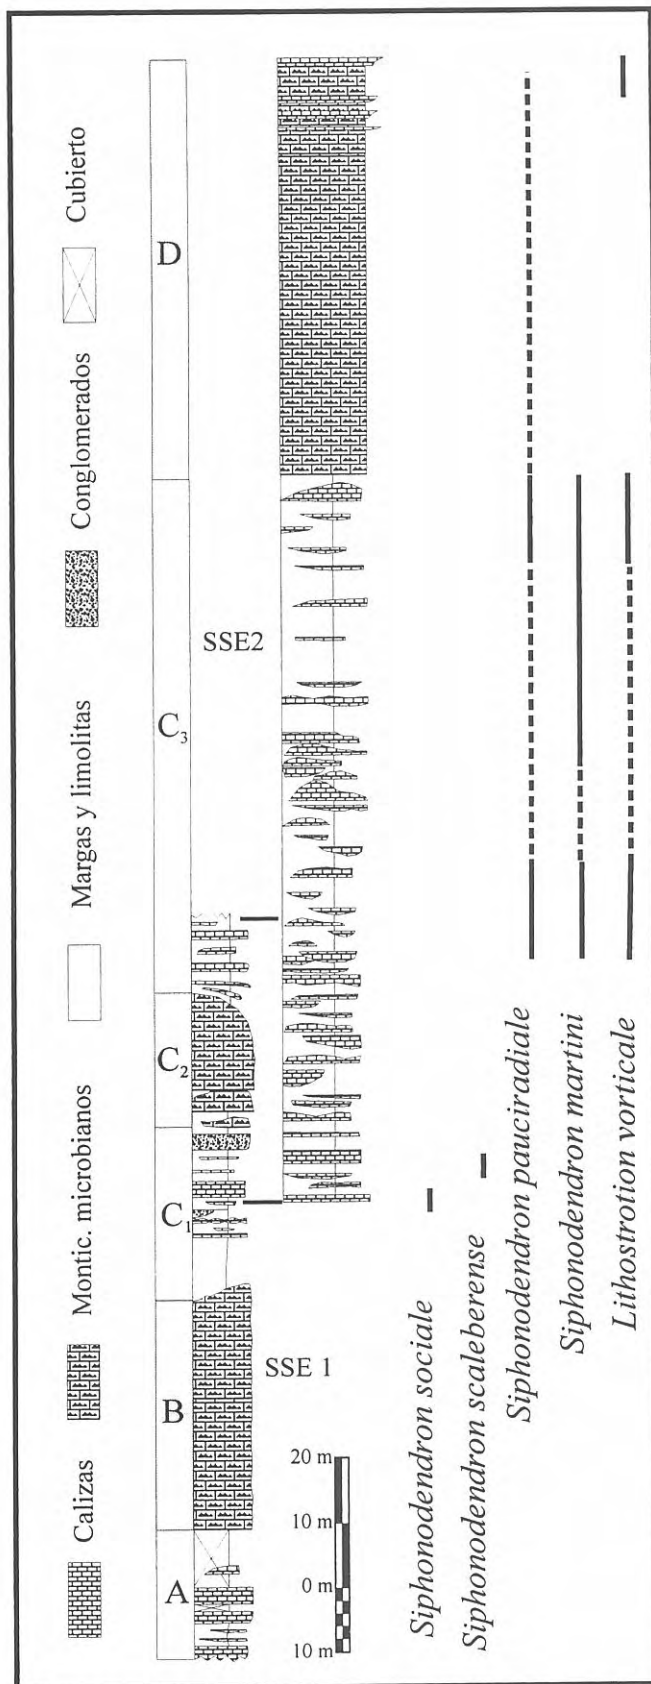 Calizas
Montic. microbianos
Margas y limolitas
Conglomerados
Cubierto
A
B
C1
C2
C3
D
SSE 1
SSE2
20 m
10 m
0 m
10 m
Siphonodendron sociale
Siphonodendron scaleberense
Siphonodendron pauciradiale
Siphonodendron martini
Lithostrotion vorticale